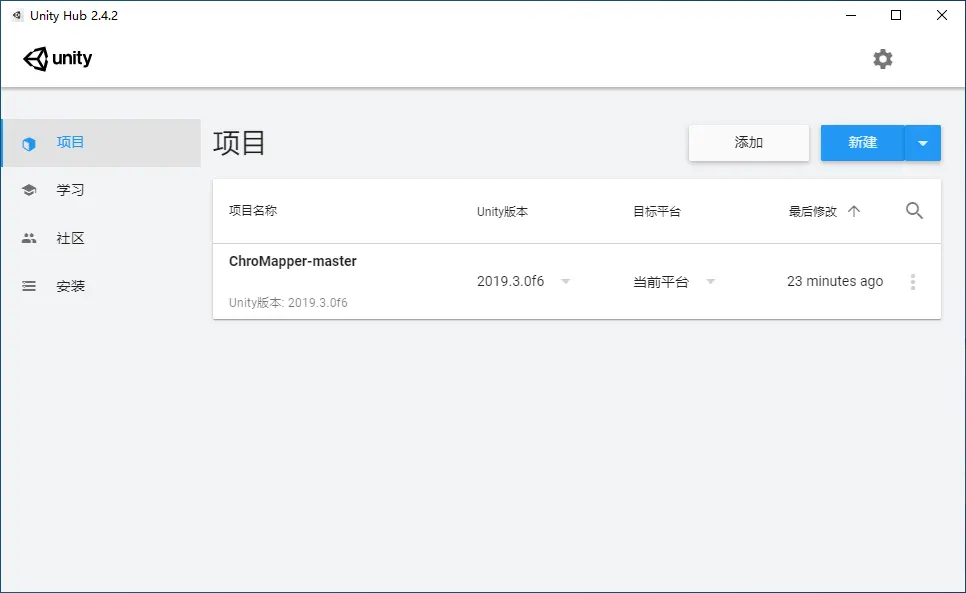 Unity Hub 2.4.2
unity
项目
学习
社区
安装
项目
添加
新建
项目名称 Unity版本 目标平台 最后修改
ChroMapper-master
Unity版本: 2019.3.0f6
2019.3.0f6 当前平台 23 minutes ago